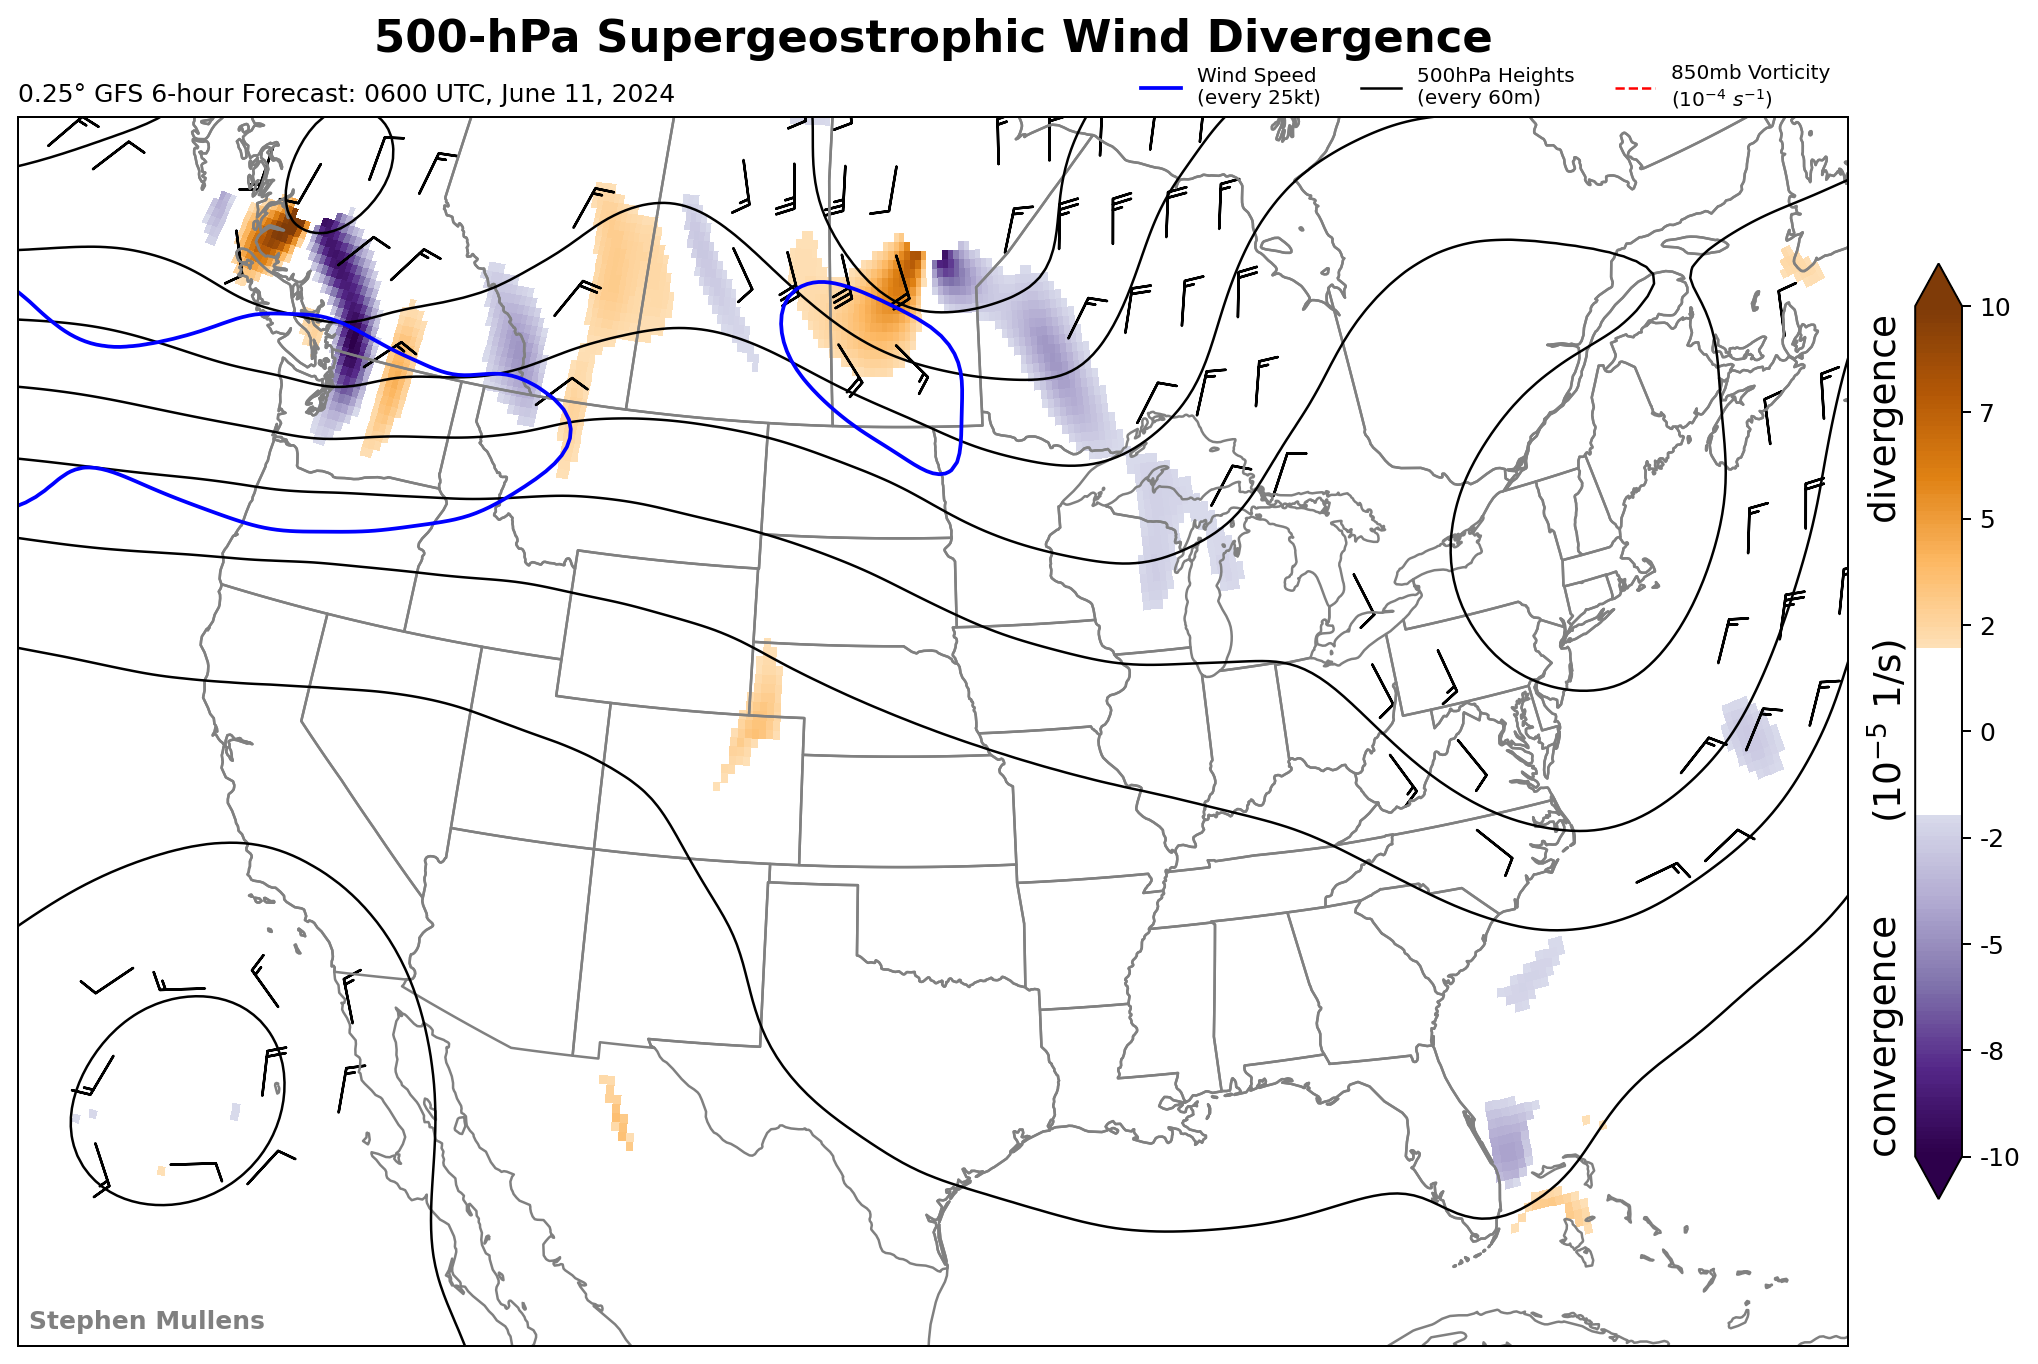 500-hPa Supergeostrophic Wind Divergence
0.25° GFS 6-hour Forecast: 0600 UTC, June 11, 2024
Wind Speed
(every 25kt)
500hPa Heights
(every 60m)
850mb Vorticity
(10⁻⁴ s⁻¹)
10
7
5
2
0
-2
-5
-8
-10
convergence (10⁻⁵ 1/s) divergence
Stephen Mullens